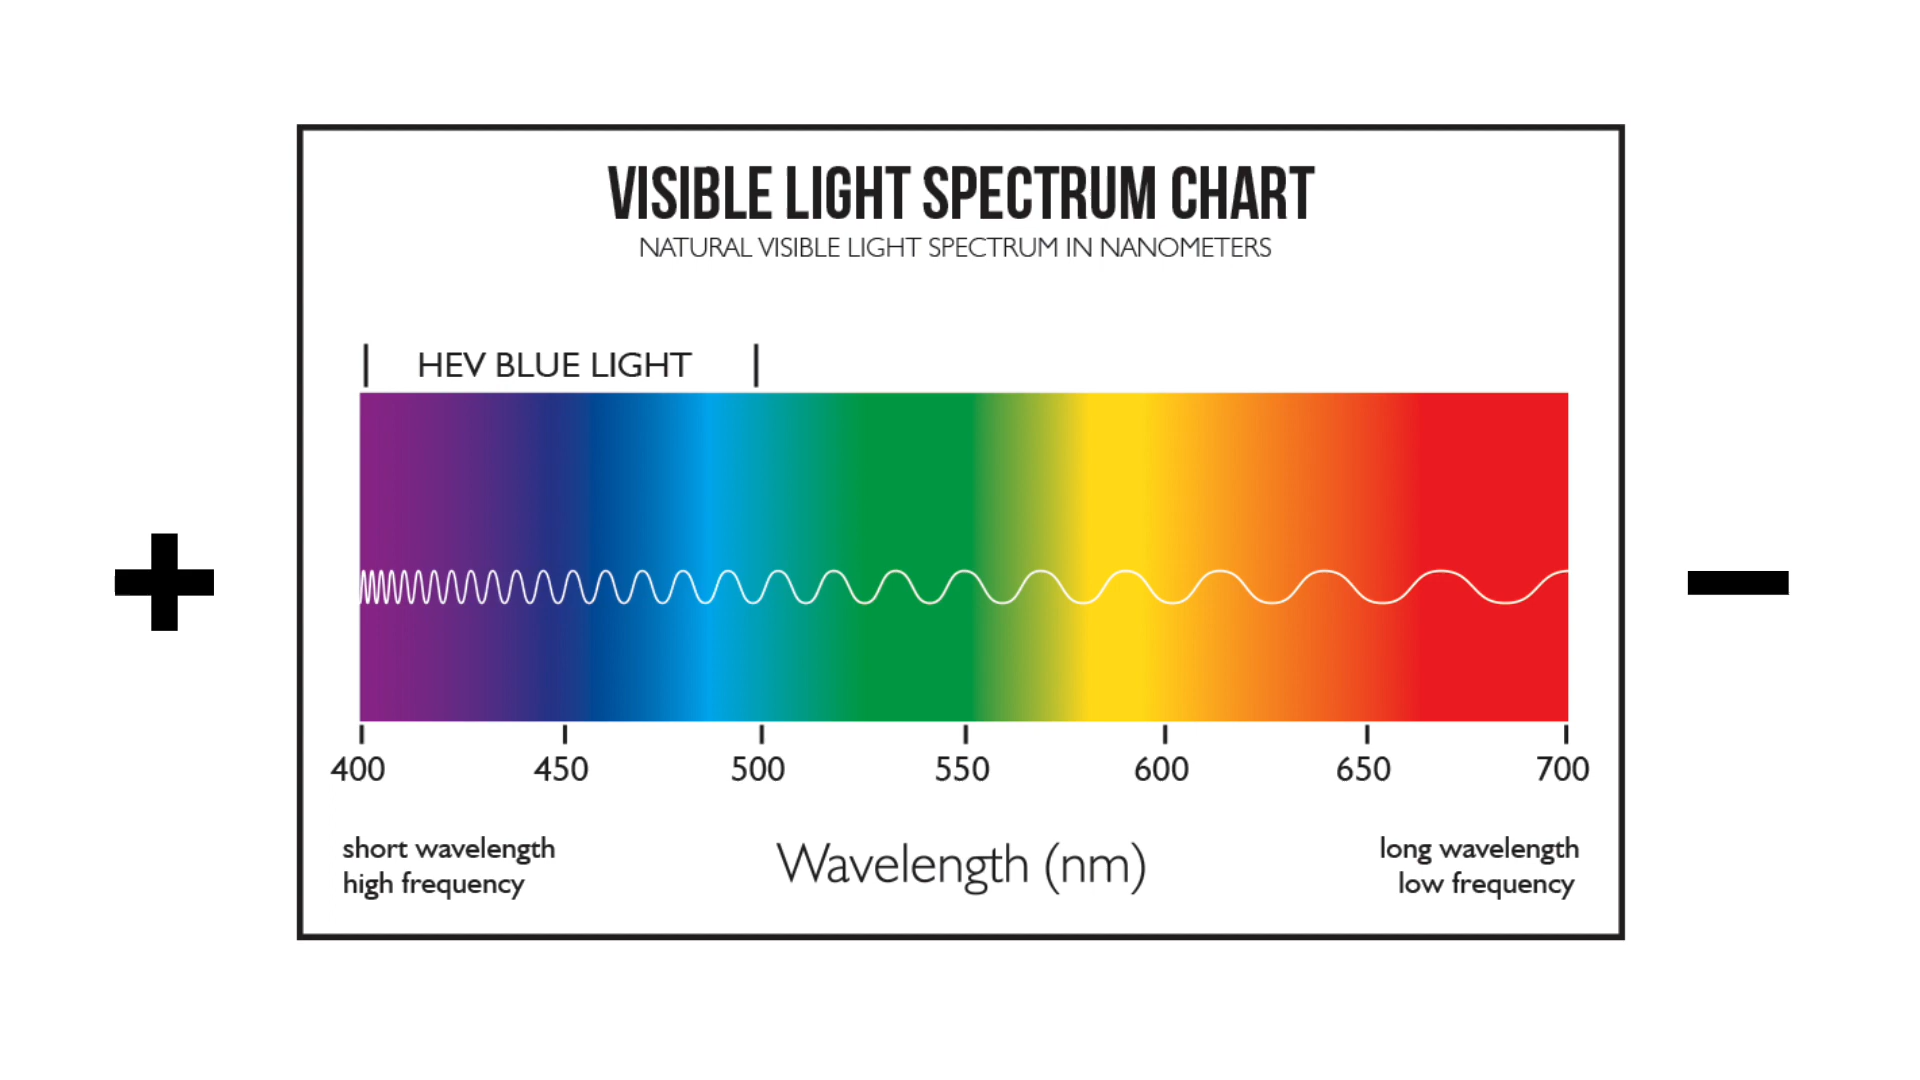 VISIBLE LIGHT SPECTRUM CHART
NATURAL VISIBLE LIGHT SPECTRUM IN NANOMETERS
HEV BLUE LIGHT
+
−
400 450 500 550 600 650 700
short wavelength
high frequency
Wavelength (nm)
long wavelength
low frequency